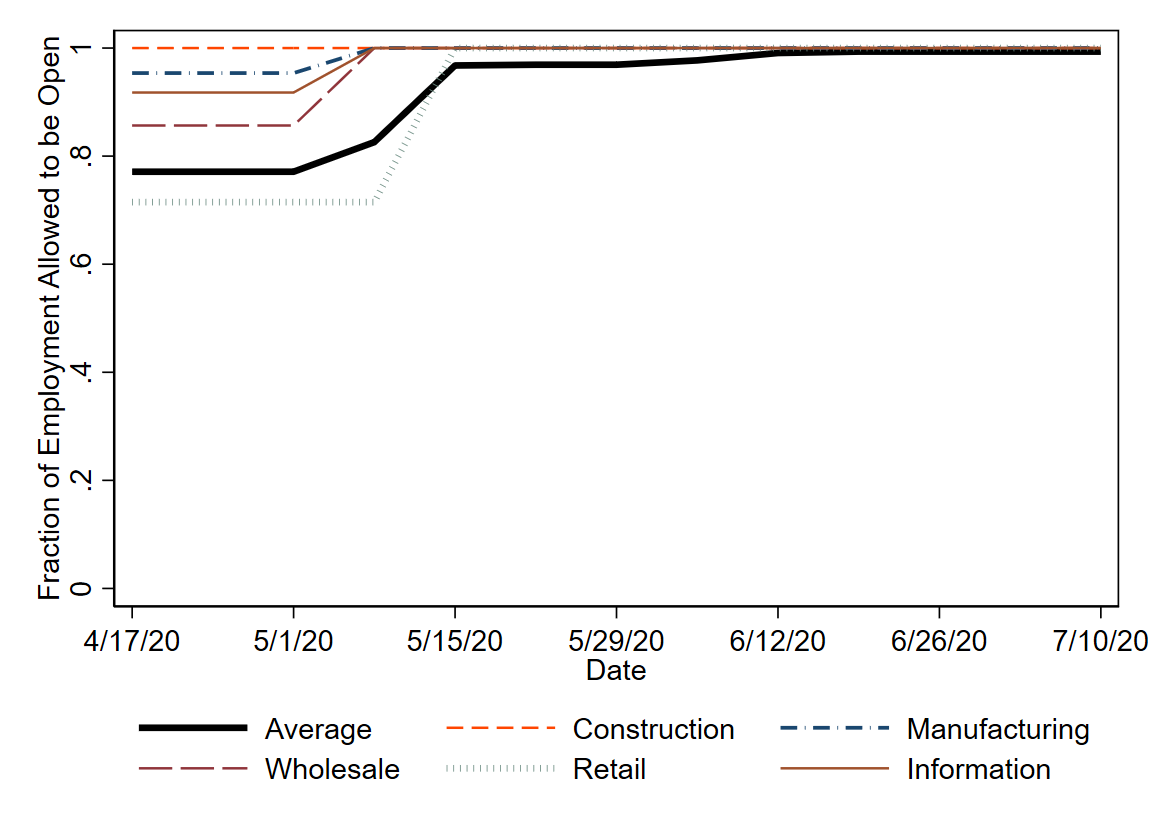 Fraction of Employment Allowed to be Open
1
.8
.6
.4
.2
0
4/17/20 5/1/20 5/15/20 5/29/20 6/12/20 6/26/20 7/10/20
Date
Average Construction Manufacturing
Wholesale Retail Information